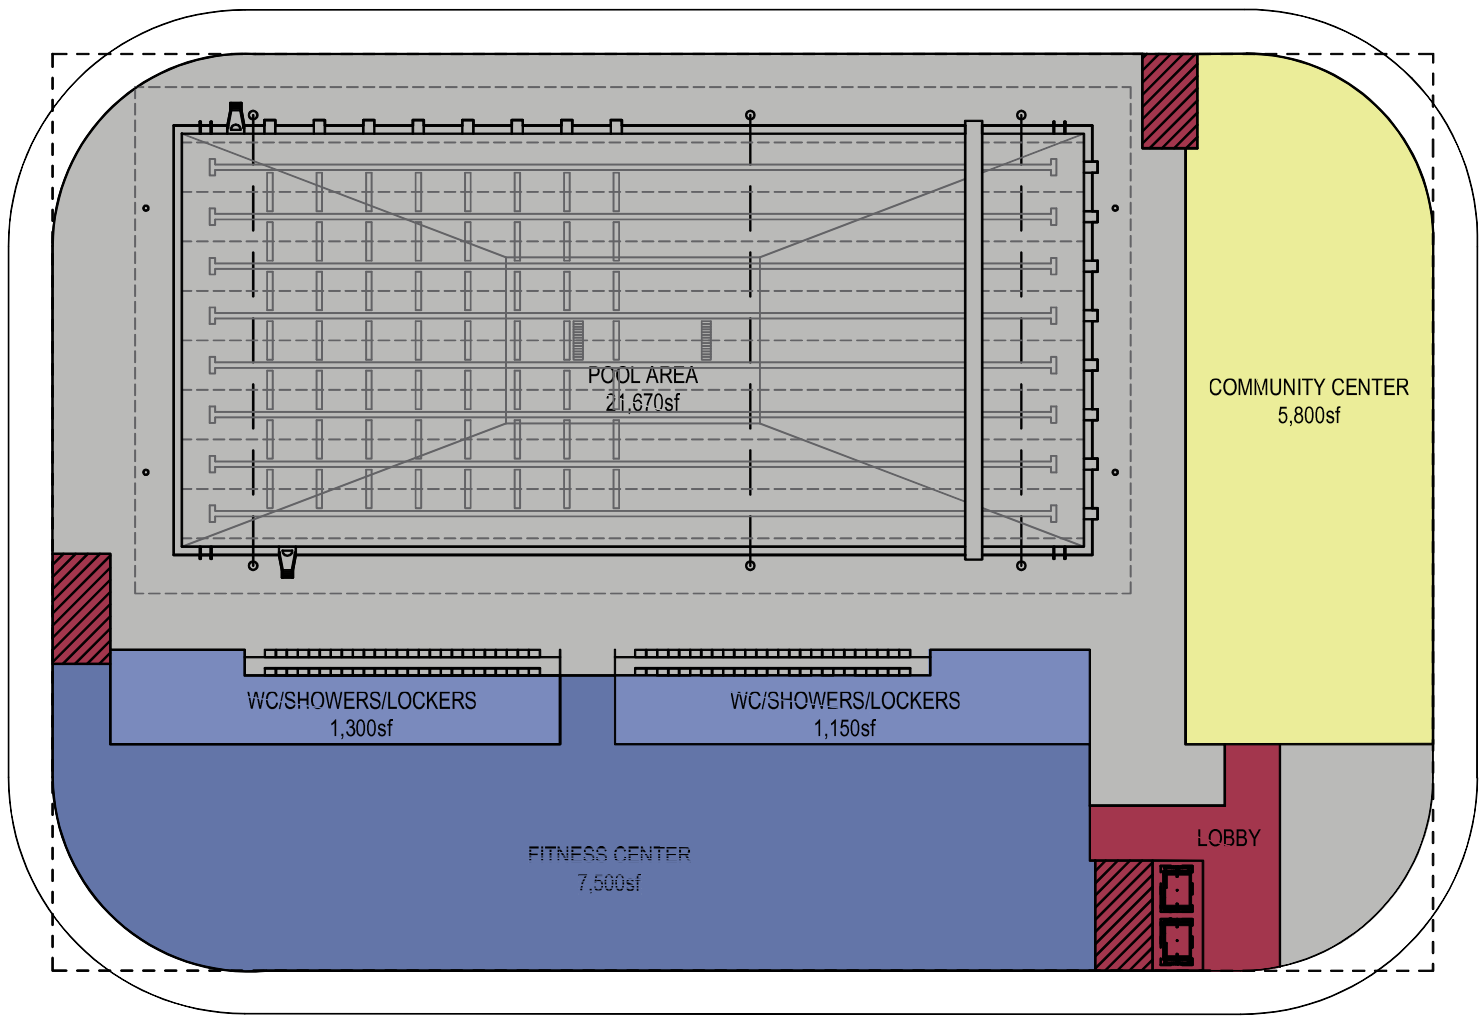 POOL AREA
21,670sf
COMMUNITY CENTER
5,800sf
WC/SHOWERS/LOCKERS
1,300sf
WC/SHOWERS/LOCKERS
1,150sf
LOBBY
FITNESS CENTER
7,500sf